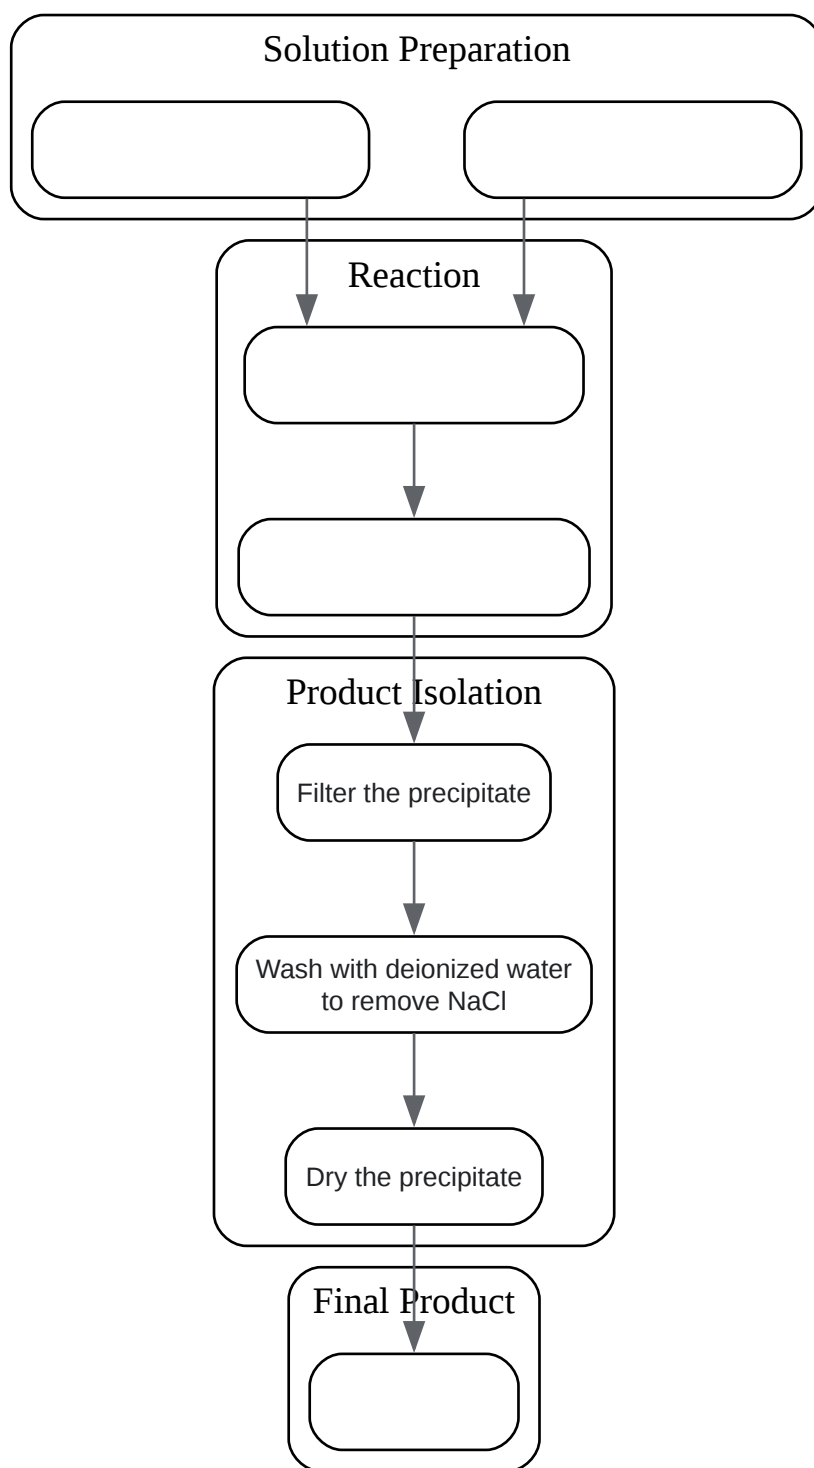 Solution Preparation
Reaction
Product Isolation
Filter the precipitate
Wash with deionized water
to remove NaCl
Dry the precipitate
Final Product